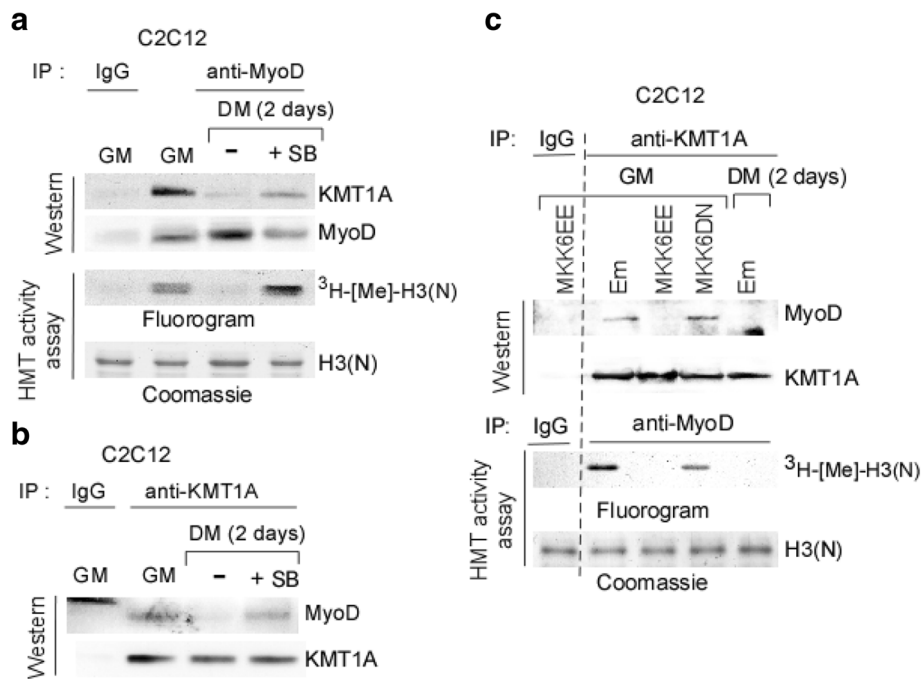 a
C2C12
IP : IgG anti-MyoD
DM (2 days)
GM GM – + SB
Western
KMT1A
MyoD
HMT activity
assay
³H-[Me]-H3(N)
Fluorogram
H3(N)
Coomassie
b
C2C12
IP : IgG anti-KMT1A
DM (2 days)
GM GM – + SB
Western
MyoD
KMT1A
c
C2C12
IP: IgG anti-KMT1A
GM DM (2 days)
MKK6EE Em MKK6EE MKK6DN Em
Western
MyoD
KMT1A
IP: IgG anti-MyoD
HMT activity
assay
³H-[Me]-H3(N)
Fluorogram
H3(N)
Coomassie